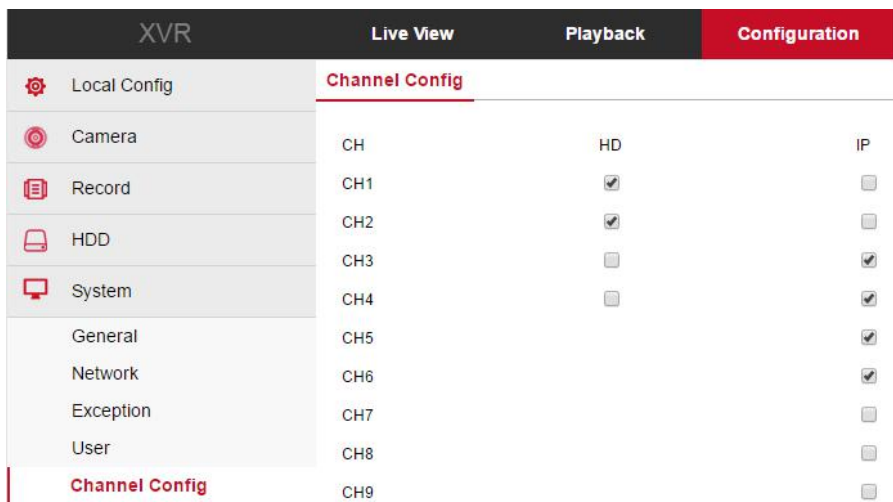 XVR Live View Playback Configuration
Local Config
Camera
Record
HDD
System
General
Network
Exception
User
Channel Config
Channel Config
CH HD IP
CH1
CH2
CH3
CH4
CH5
CH6
CH7
CH8
CH9